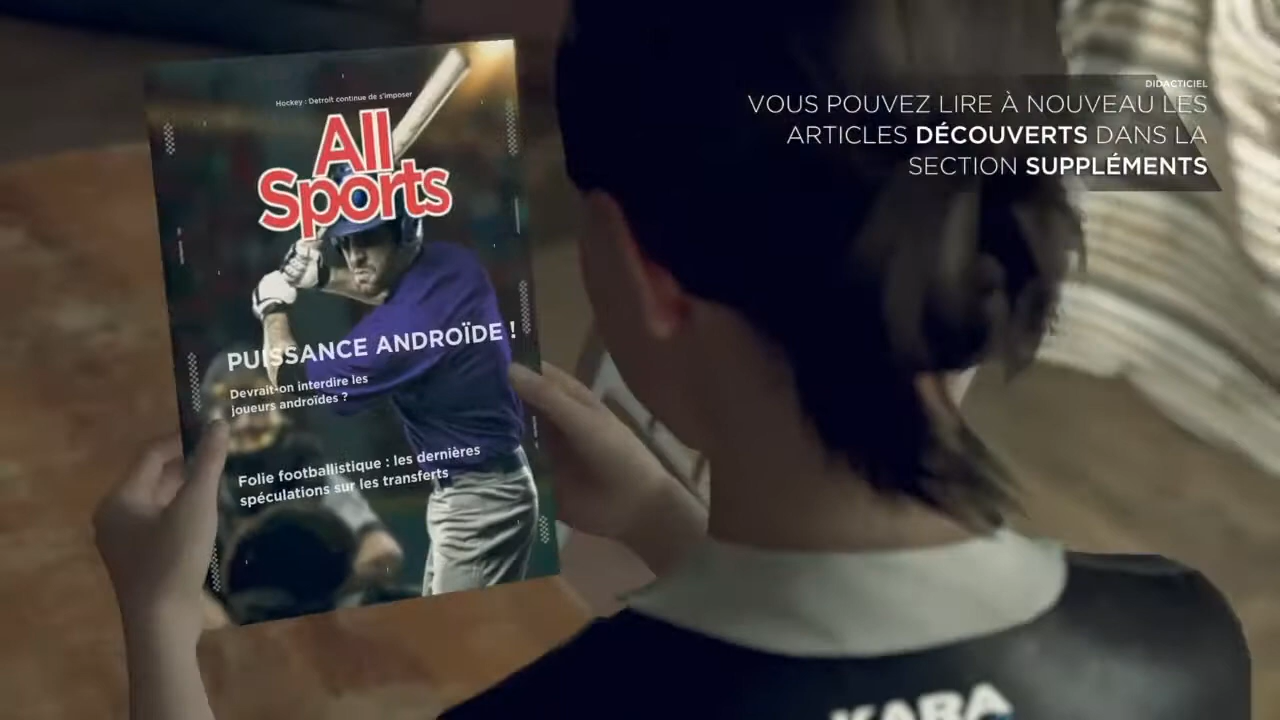 Hockey : Detroit continue de s'imposer
All
Sports
PUISSANCE ANDROÏDE !
Devrait-on interdire les
joueurs androïdes ?
Folie footballistique : les dernières
spéculations sur les transferts
DIDACTICIEL
VOUS POUVEZ LIRE À NOUVEAU LES
ARTICLES DÉCOUVERTS DANS LA
SECTION SUPPLÉMENTS
KARA